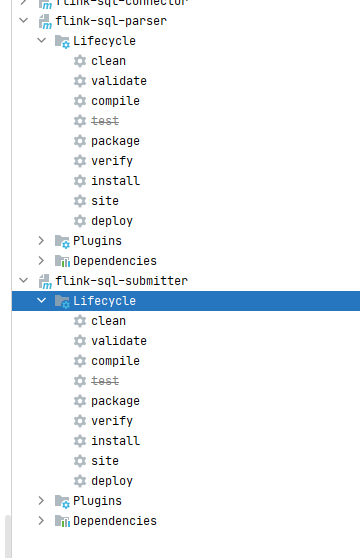 flink-sql-connector
flink-sql-parser
Lifecycle
clean
validate
compile
test
package
verify
install
site
deploy
Plugins
Dependencies
flink-sql-submitter
Lifecycle
clean
validate
compile
test
package
verify
install
site
deploy
Plugins
Dependencies